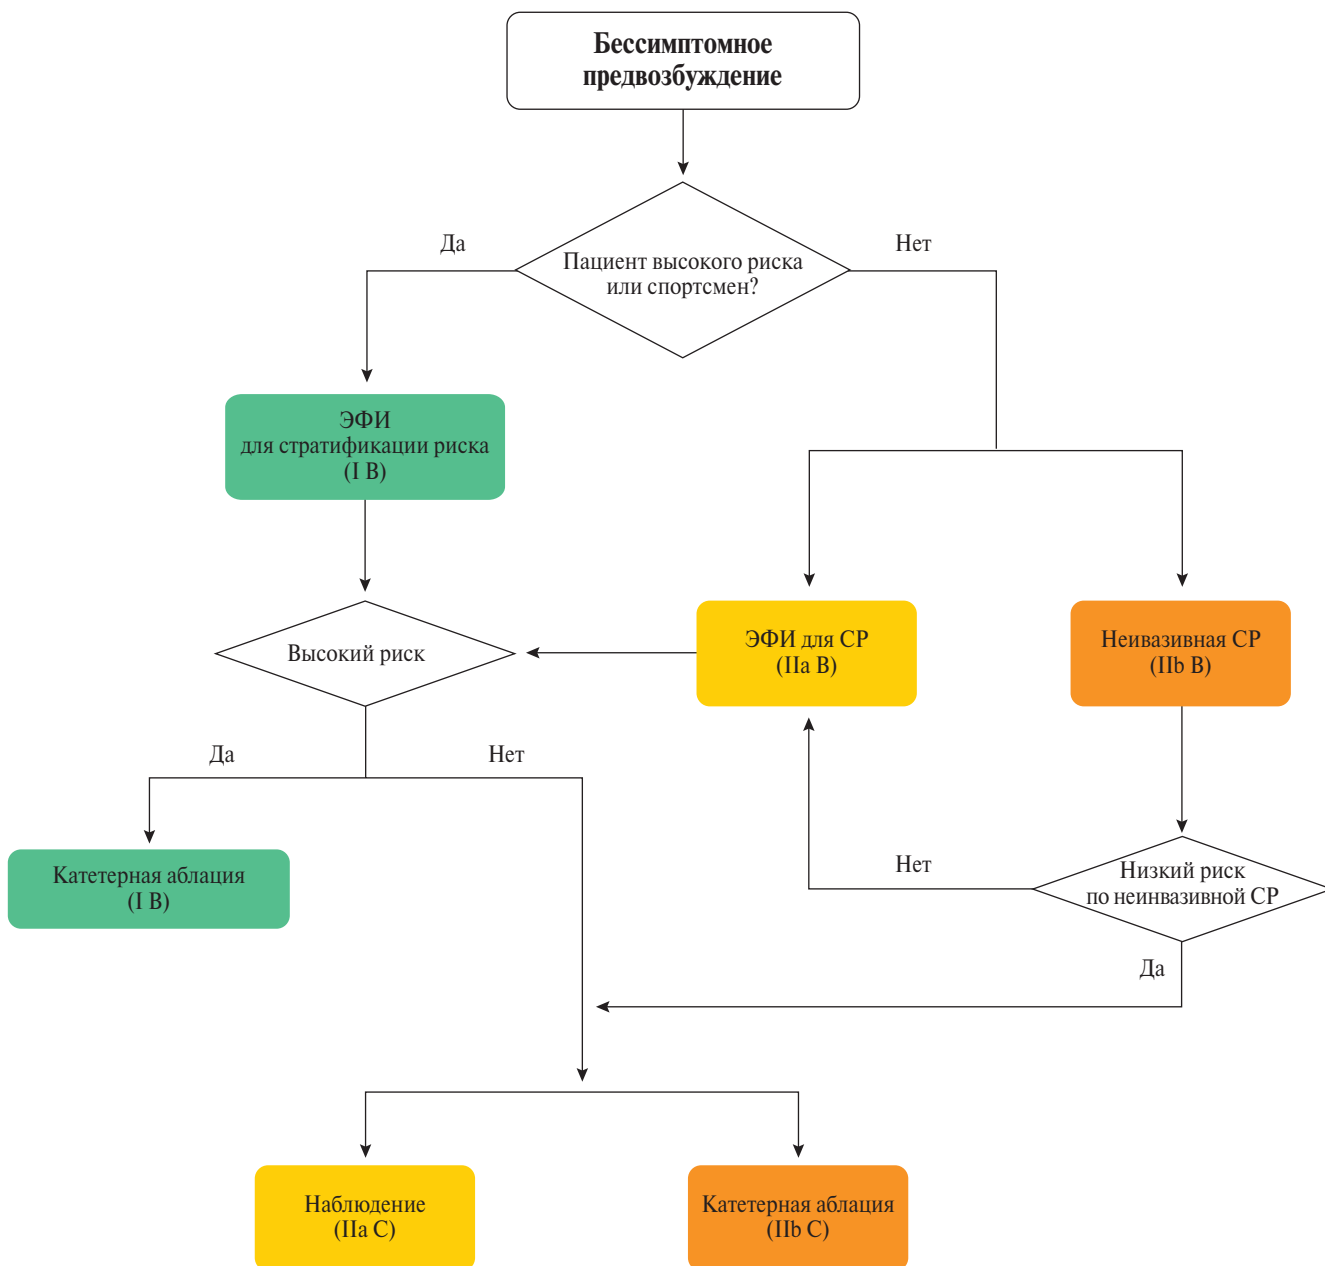 Бессимптомное
предвозбуждение
Да
Нет
Пациент высокого риска
или спортсмен?
ЭФИ
для стратификации риска
(I B)
Высокий риск
ЭФИ для СР
(IIa B)
Неивазивная СР
(IIb B)
Да
Нет
Катетерная аблация
(I B)
Нет
Низкий риск
по неинвазивной СР
Да
Наблюдение
(IIa C)
Катетерная аблация
(IIb C)